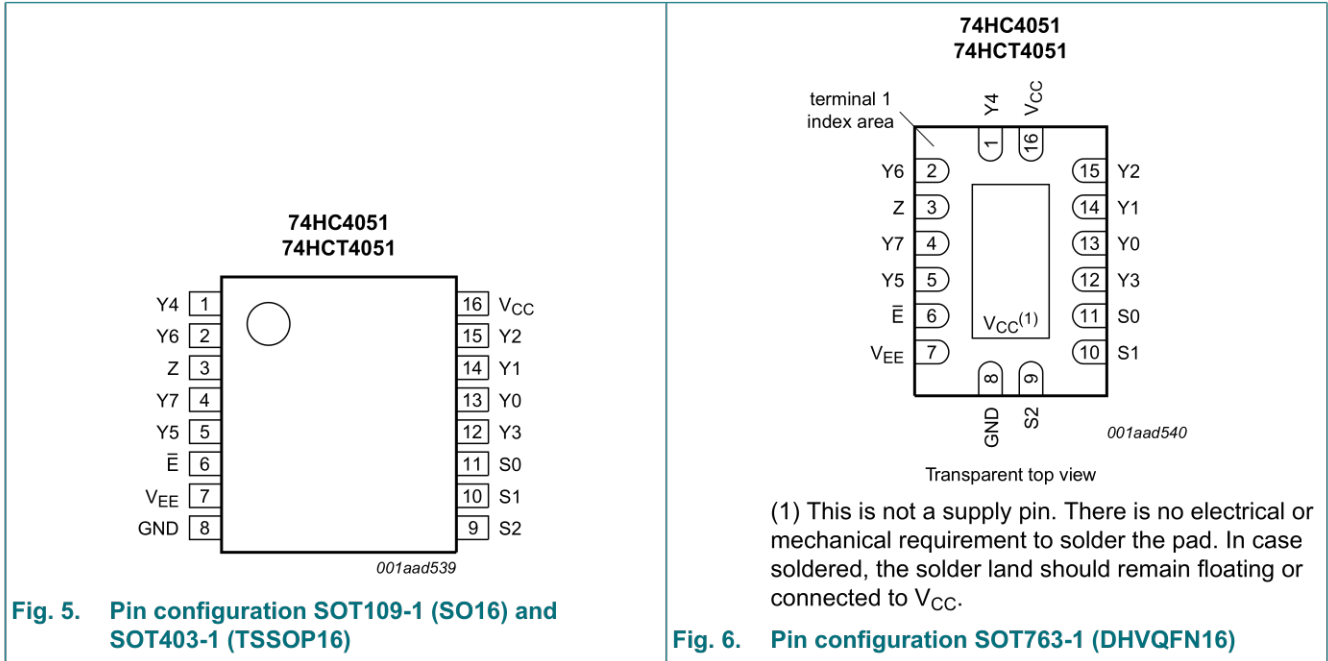 74HC4051
74HCT4051
Y4 1
Y6 2
Z 3
Y7 4
Y5 5
E̅ 6
VEE 7
GND 8
16 VCC
15 Y2
14 Y1
13 Y0
12 Y3
11 S0
10 S1
9 S2
001aad539
Fig. 5. Pin configuration SOT109-1 (SO16) and
SOT403-1 (TSSOP16)
74HC4051
74HCT4051
terminal 1
index area
Y4
VCC
1
16
Y6 2
Z 3
Y7 4
Y5 5
E̅ 6
VEE 7
15 Y2
14 Y1
13 Y0
12 Y3
11 S0
10 S1
VCC(1)
8
9
GND
S2
001aad540
Transparent top view
(1) This is not a supply pin. There is no electrical or
mechanical requirement to solder the pad. In case
soldered, the solder land should remain floating or
connected to VCC.
Fig. 6. Pin configuration SOT763-1 (DHVQFN16)